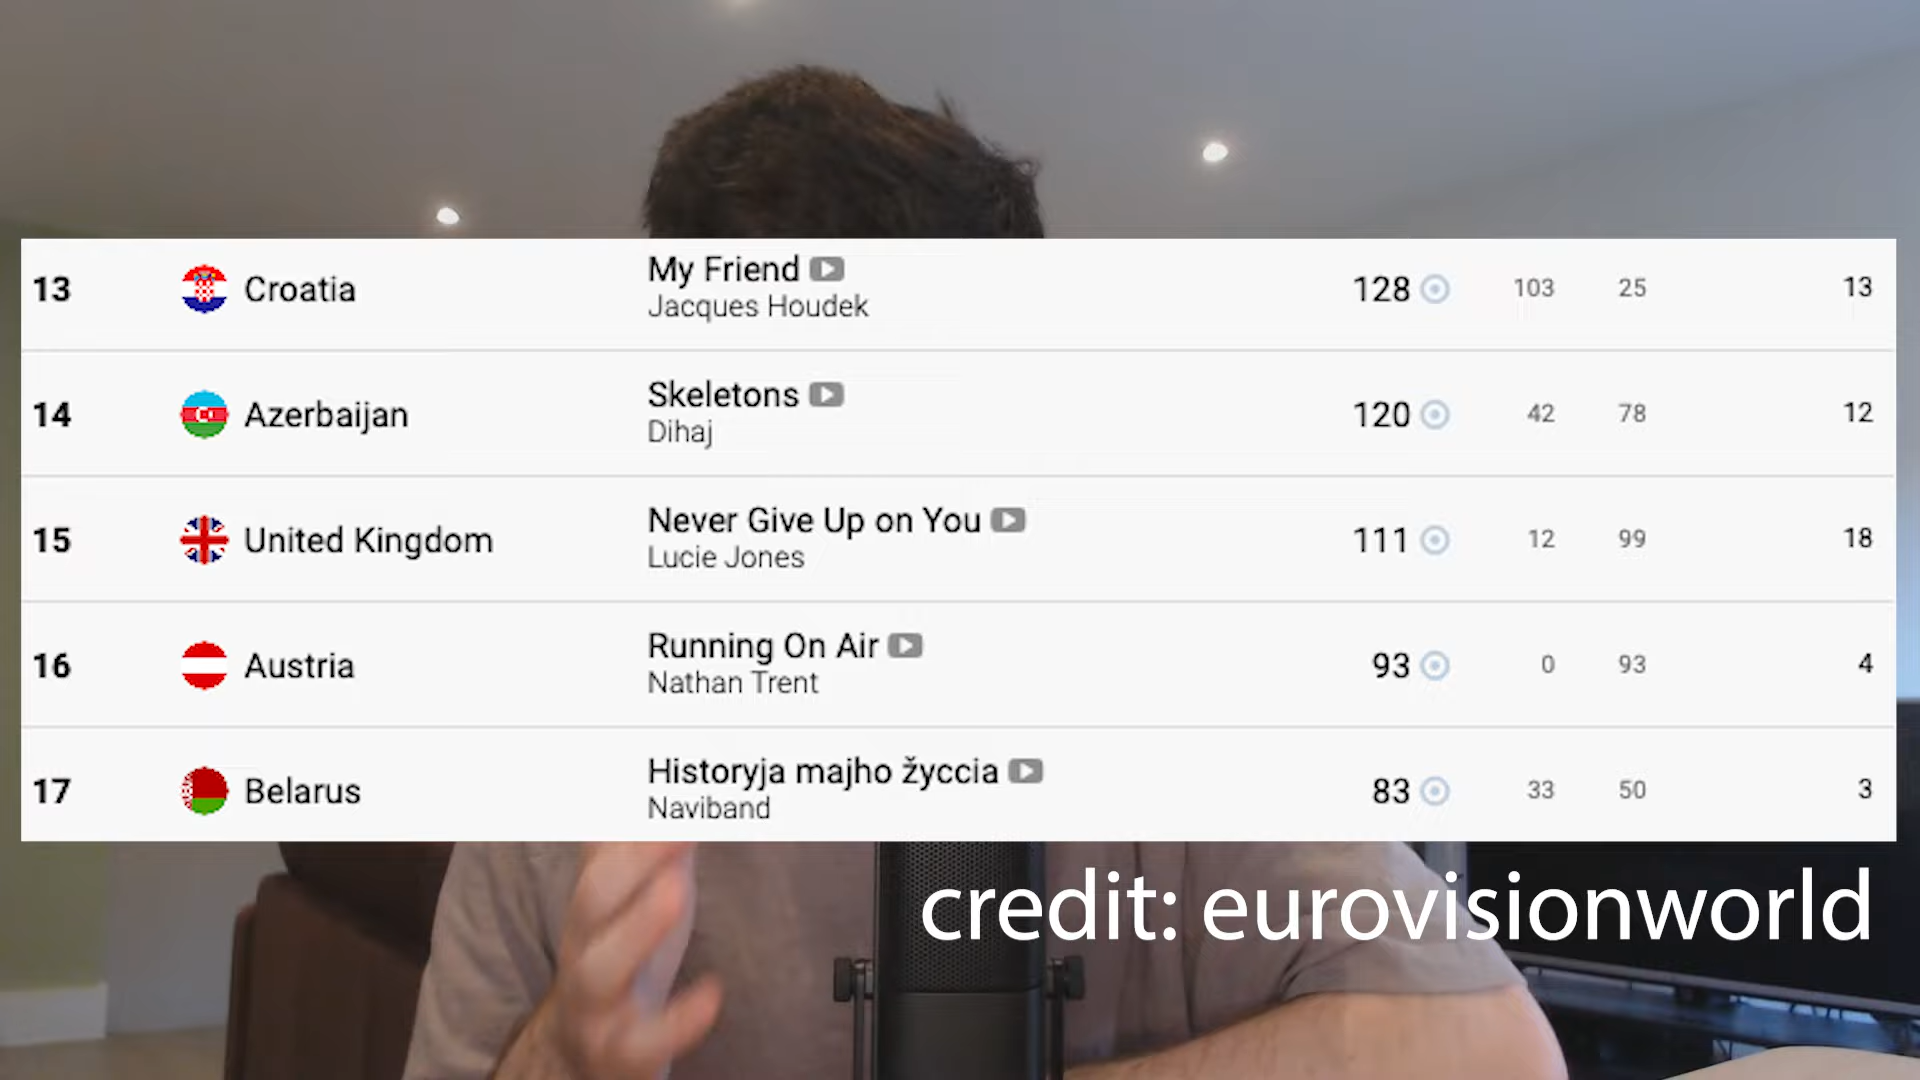 13 Croatia My Friend 128 103 25 13
Jacques Houdek
14 Azerbaijan Skeletons 120 42 78 12
Dihaj
15 United Kingdom Never Give Up on You 111 12 99 18
Lucie Jones
16 Austria Running On Air 93 0 93 4
Nathan Trent
17 Belarus Historyja majho žyccia 83 33 50 3
Naviband
credit: eurovisionworld